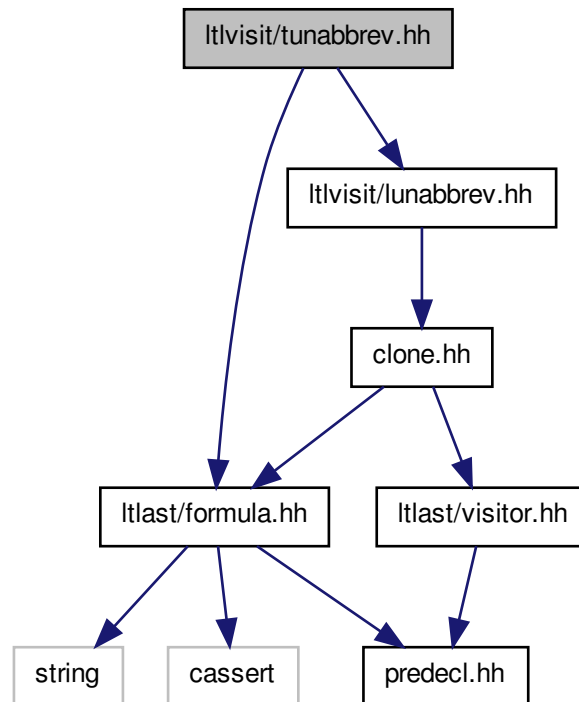 ltlvisit/tunabbrev.hh
ltlvisit/lunabbrev.hh
clone.hh
ltlast/formula.hh
ltlast/visitor.hh
string
cassert
predecl.hh